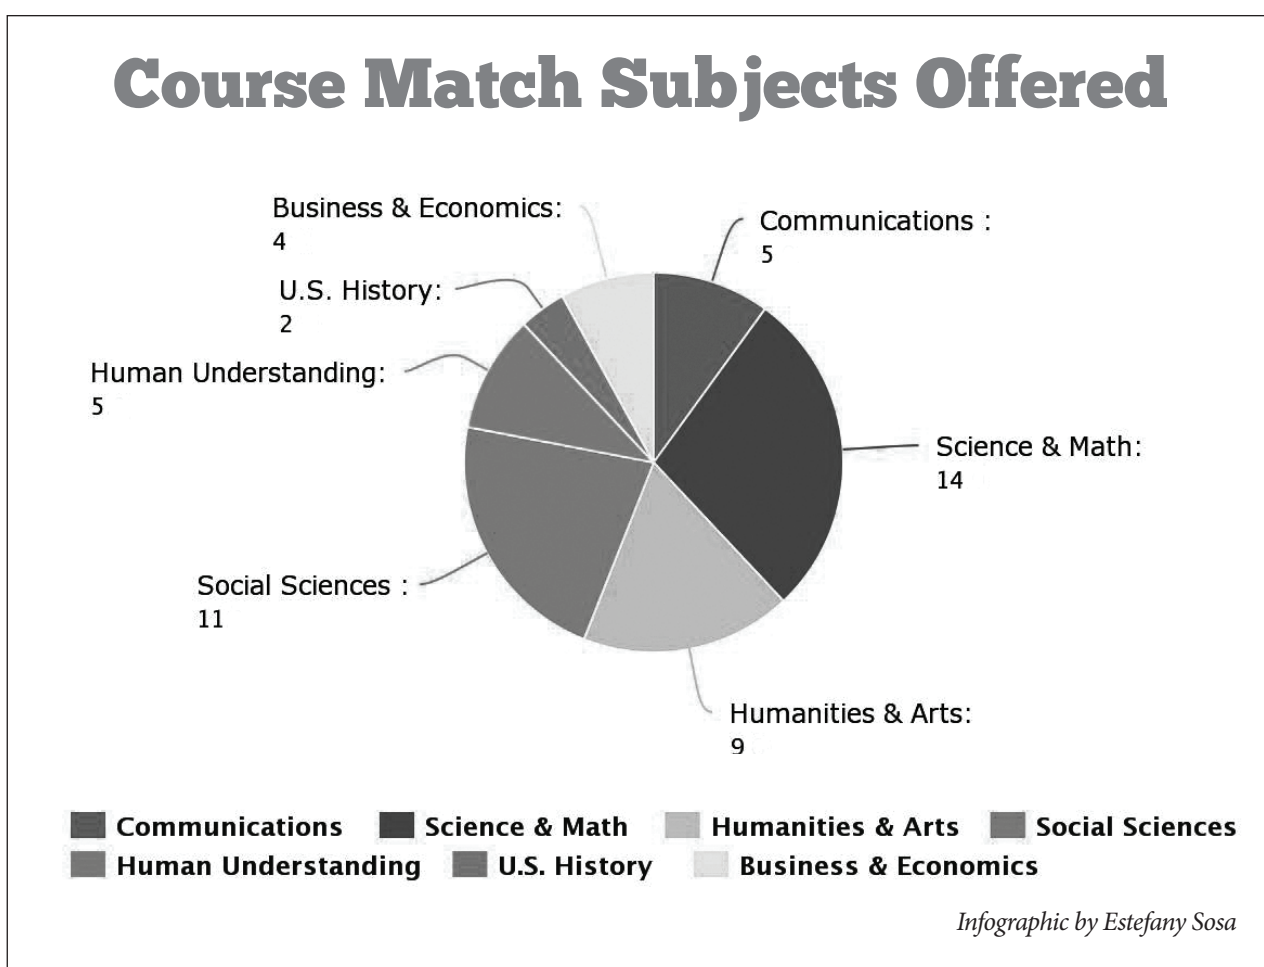 Course Match Subjects Offered
Business & Economics:
4
Communications :
5
U.S. History:
2
Human Understanding:
5
Science & Math:
14
Social Sciences :
11
Humanities & Arts:
9
Communications Science & Math Humanities & Arts Social Sciences
Human Understanding U.S. History Business & Economics
Infographic by Estefany Sosa